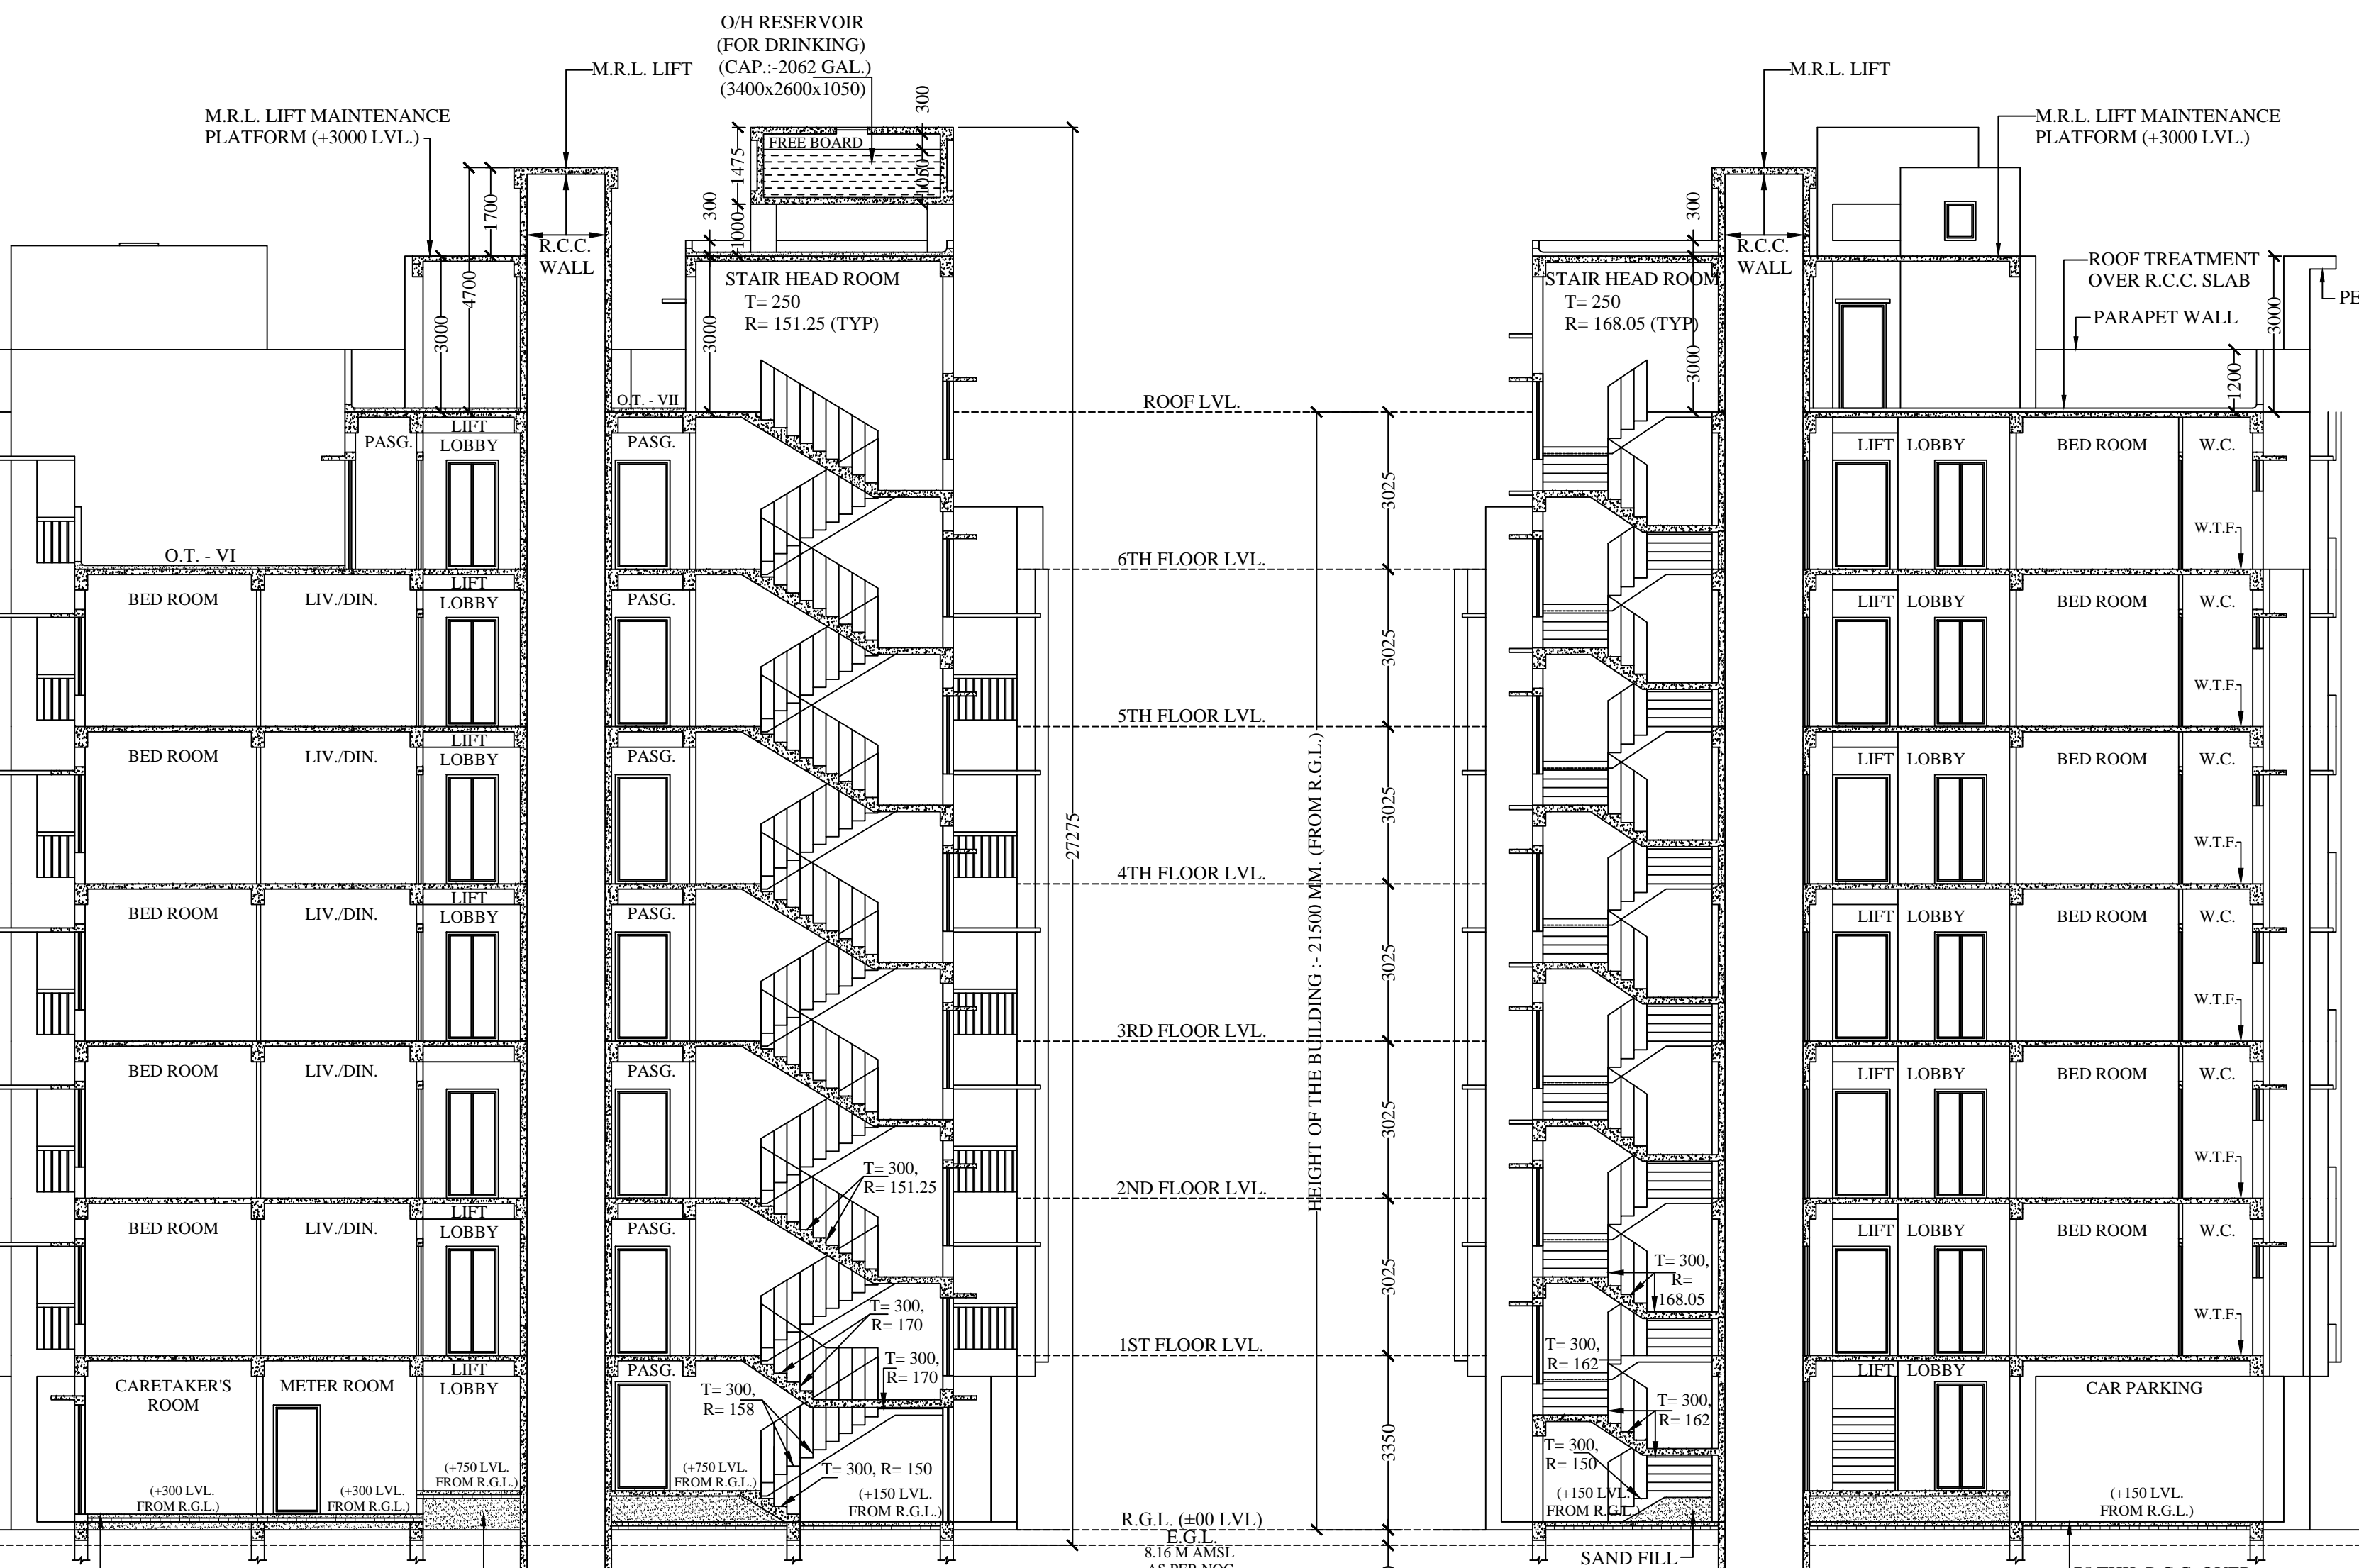 O/H RESERVOIR
(FOR DRINKING)
(CAP.:-2062 GAL.)
(3400x2600x1050)
M.R.L. LIFT
M.R.L. LIFT MAINTENANCE
PLATFORM (+3000 LVL.)
300
FREE BOARD
1475
1050
1000
300
1700
4700
3000
R.C.C.
WALL
STAIR HEAD ROOM
T= 250
R= 151.25 (TYP)
3000
O.T. - VII
PASG.
LIFT
LOBBY
PASG.
O.T. - VI
BED ROOM
LIV./DIN.
LIFT
LOBBY
PASG.
BED ROOM
LIV./DIN.
LIFT
LOBBY
PASG.
BED ROOM
LIV./DIN.
LIFT
LOBBY
PASG.
BED ROOM
LIV./DIN.
PASG.
BED ROOM
LIV./DIN.
LIFT
LOBBY
PASG.
T= 300,
R= 151.25
T= 300,
R= 170
T= 300,
R= 170
T= 300,
R= 158
T= 300, R= 150
CARETAKER'S
ROOM
METER ROOM
LIFT
LOBBY
PASG.
(+300 LVL.
FROM R.G.L.)
(+300 LVL.
FROM R.G.L.)
(+750 LVL.
FROM R.G.L.)
(+750 LVL.
FROM R.G.L.)
(+150 LVL.
FROM R.G.L.)
27275
ROOF LVL.
6TH FLOOR LVL.
5TH FLOOR LVL.
4TH FLOOR LVL.
3RD FLOOR LVL.
2ND FLOOR LVL.
1ST FLOOR LVL.
R.G.L. (±00 LVL)
E.G.L.
8.16 M AMSL
AS PER NOC
HEIGHT OF THE BUILDING :- 21500 MM. (FROM R.G.L.)
3025
3025
3025
3025
3025
3025
3350
M.R.L. LIFT
M.R.L. LIFT MAINTENANCE
PLATFORM (+3000 LVL.)
300
R.C.C.
WALL
STAIR HEAD ROOM
T= 250
R= 168.05 (TYP)
3000
ROOF TREATMENT
OVER R.C.C. SLAB
PARAPET WALL
3000
1200
LIFT LOBBY
BED ROOM
W.C.
W.T.F.
LIFT LOBBY
BED ROOM
W.C.
W.T.F.
LIFT LOBBY
BED ROOM
W.C.
W.T.F.
LIFT LOBBY
BED ROOM
W.C.
W.T.F.
LIFT LOBBY
BED ROOM
W.C.
W.T.F.
LIFT LOBBY
BED ROOM
W.C.
W.T.F.
T= 300,
R=
168.05
T= 300,
R= 162
T= 300,
R= 162
T= 300,
R= 150
(+150 LVL.
FROM R.G.L.)
SAND FILL
LIFT LOBBY
CAR PARKING
(+150 LVL.
FROM R.G.L.)